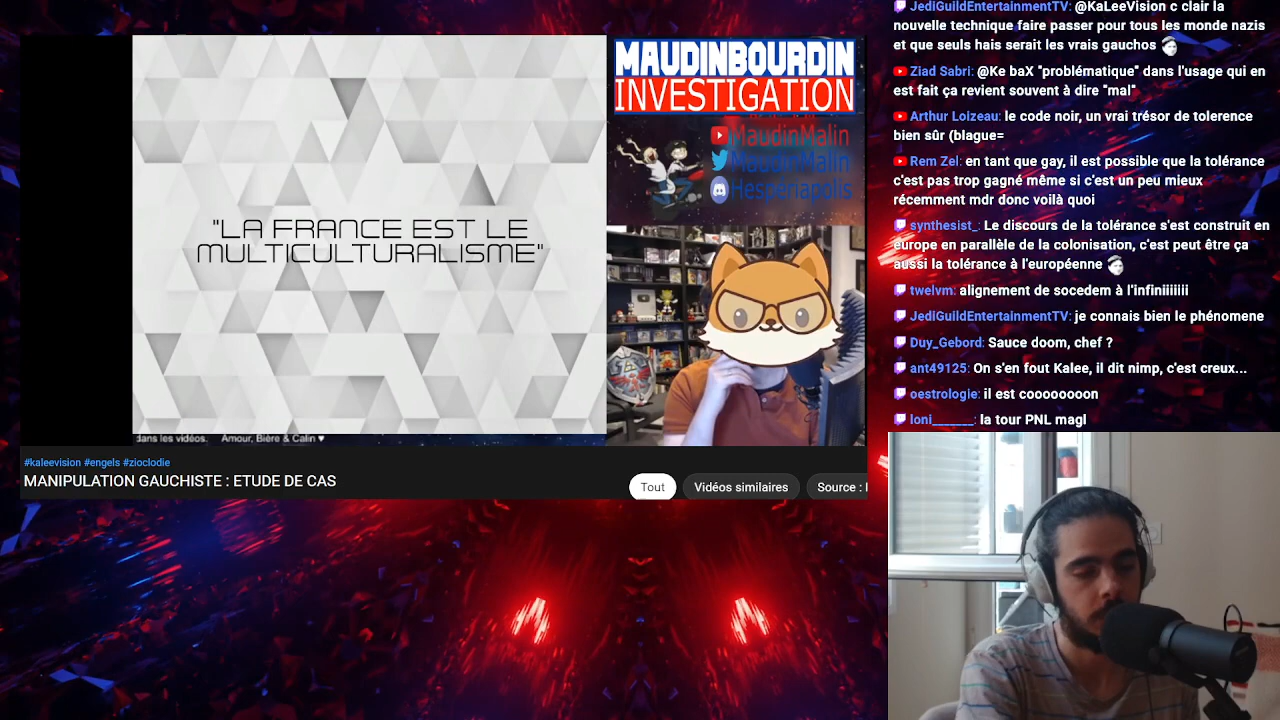 MAUDINBOURDIN
INVESTIGATION
MaudinMalin
MaudinMalin
Hespériapolis
"LA FRANCE EST LE
MULTICULTURALISME"
dans les vidéos. Amour, Bière & Calin ♥
#kaleevision #engels #zioclodie
MANIPULATION GAUCHISTE : ETUDE DE CAS
Tout
Vidéos similaires
Source :
JediGuildEntertainmentTV: @KaLeeVision c clair la
nouvelle technique faire passer pour tous les monde nazis
et que seuls hais serait les vrais gauchos
Ziad Sabri: @Ke baX "problématique" dans l'usage qui en
est fait ça revient souvent à dire "mal"
Arthur Loizeau: le code noir, un vrai trésor de tolerence
bien sûr (blague=
Rem Zel: en tant que gay, il est possible que la tolérance
c'est pas trop gagné même si c'est un peu mieux
récemment mdr donc voilà quoi
synthesist_: Le discours de la tolérance s'est construit en
europe en parallèle de la colonisation, c'est peut être ça
aussi la tolérance à l'européenne
twelvm: alignement de socedem à l'infiniiiiiii
JediGuildEntertainmentTV: je connais bien le phénomene
Duy_Gebord: Sauce doom, chef ?
ant49125: On s'en fout Kalee, il dit nimp, c'est creux...
oestrologie: il est coooooooon
loni_______: la tour PNL magl